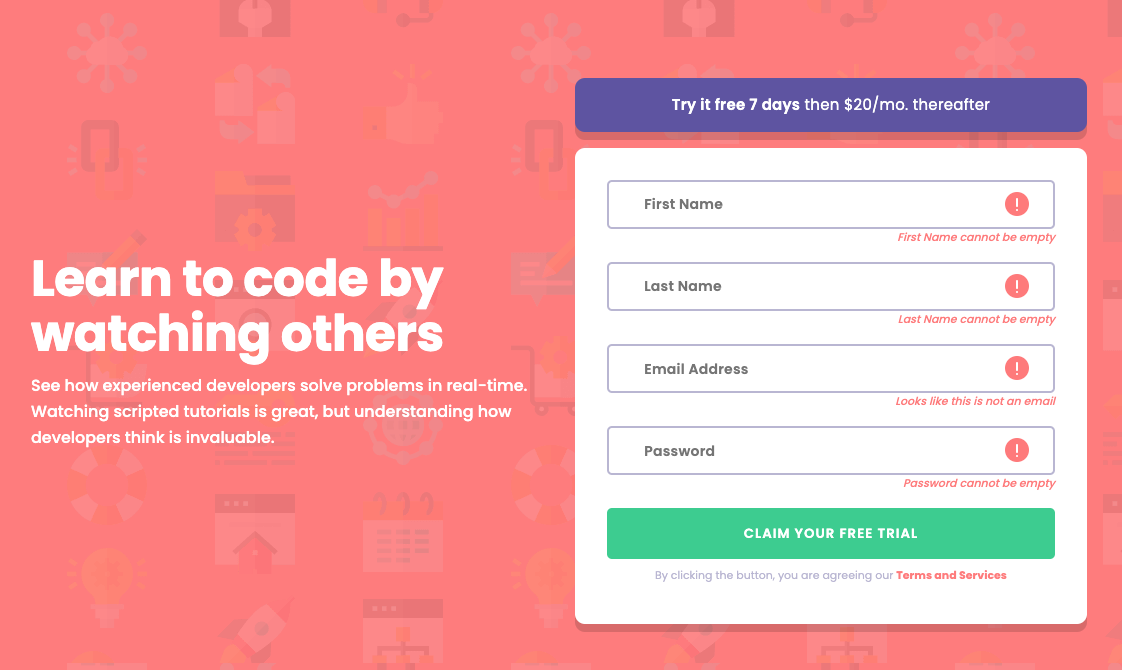 Learn to code by
watching others
See how experienced developers solve problems in real-time.
Watching scripted tutorials is great, but understanding how
developers think is invaluable.
Try it free 7 days then $20/mo. thereafter
First Name
First Name cannot be empty
Last Name
Last Name cannot be empty
Email Address
Looks like this is not an email
Password
Password cannot be empty
CLAIM YOUR FREE TRIAL
By clicking the button, you are agreeing our Terms and Services